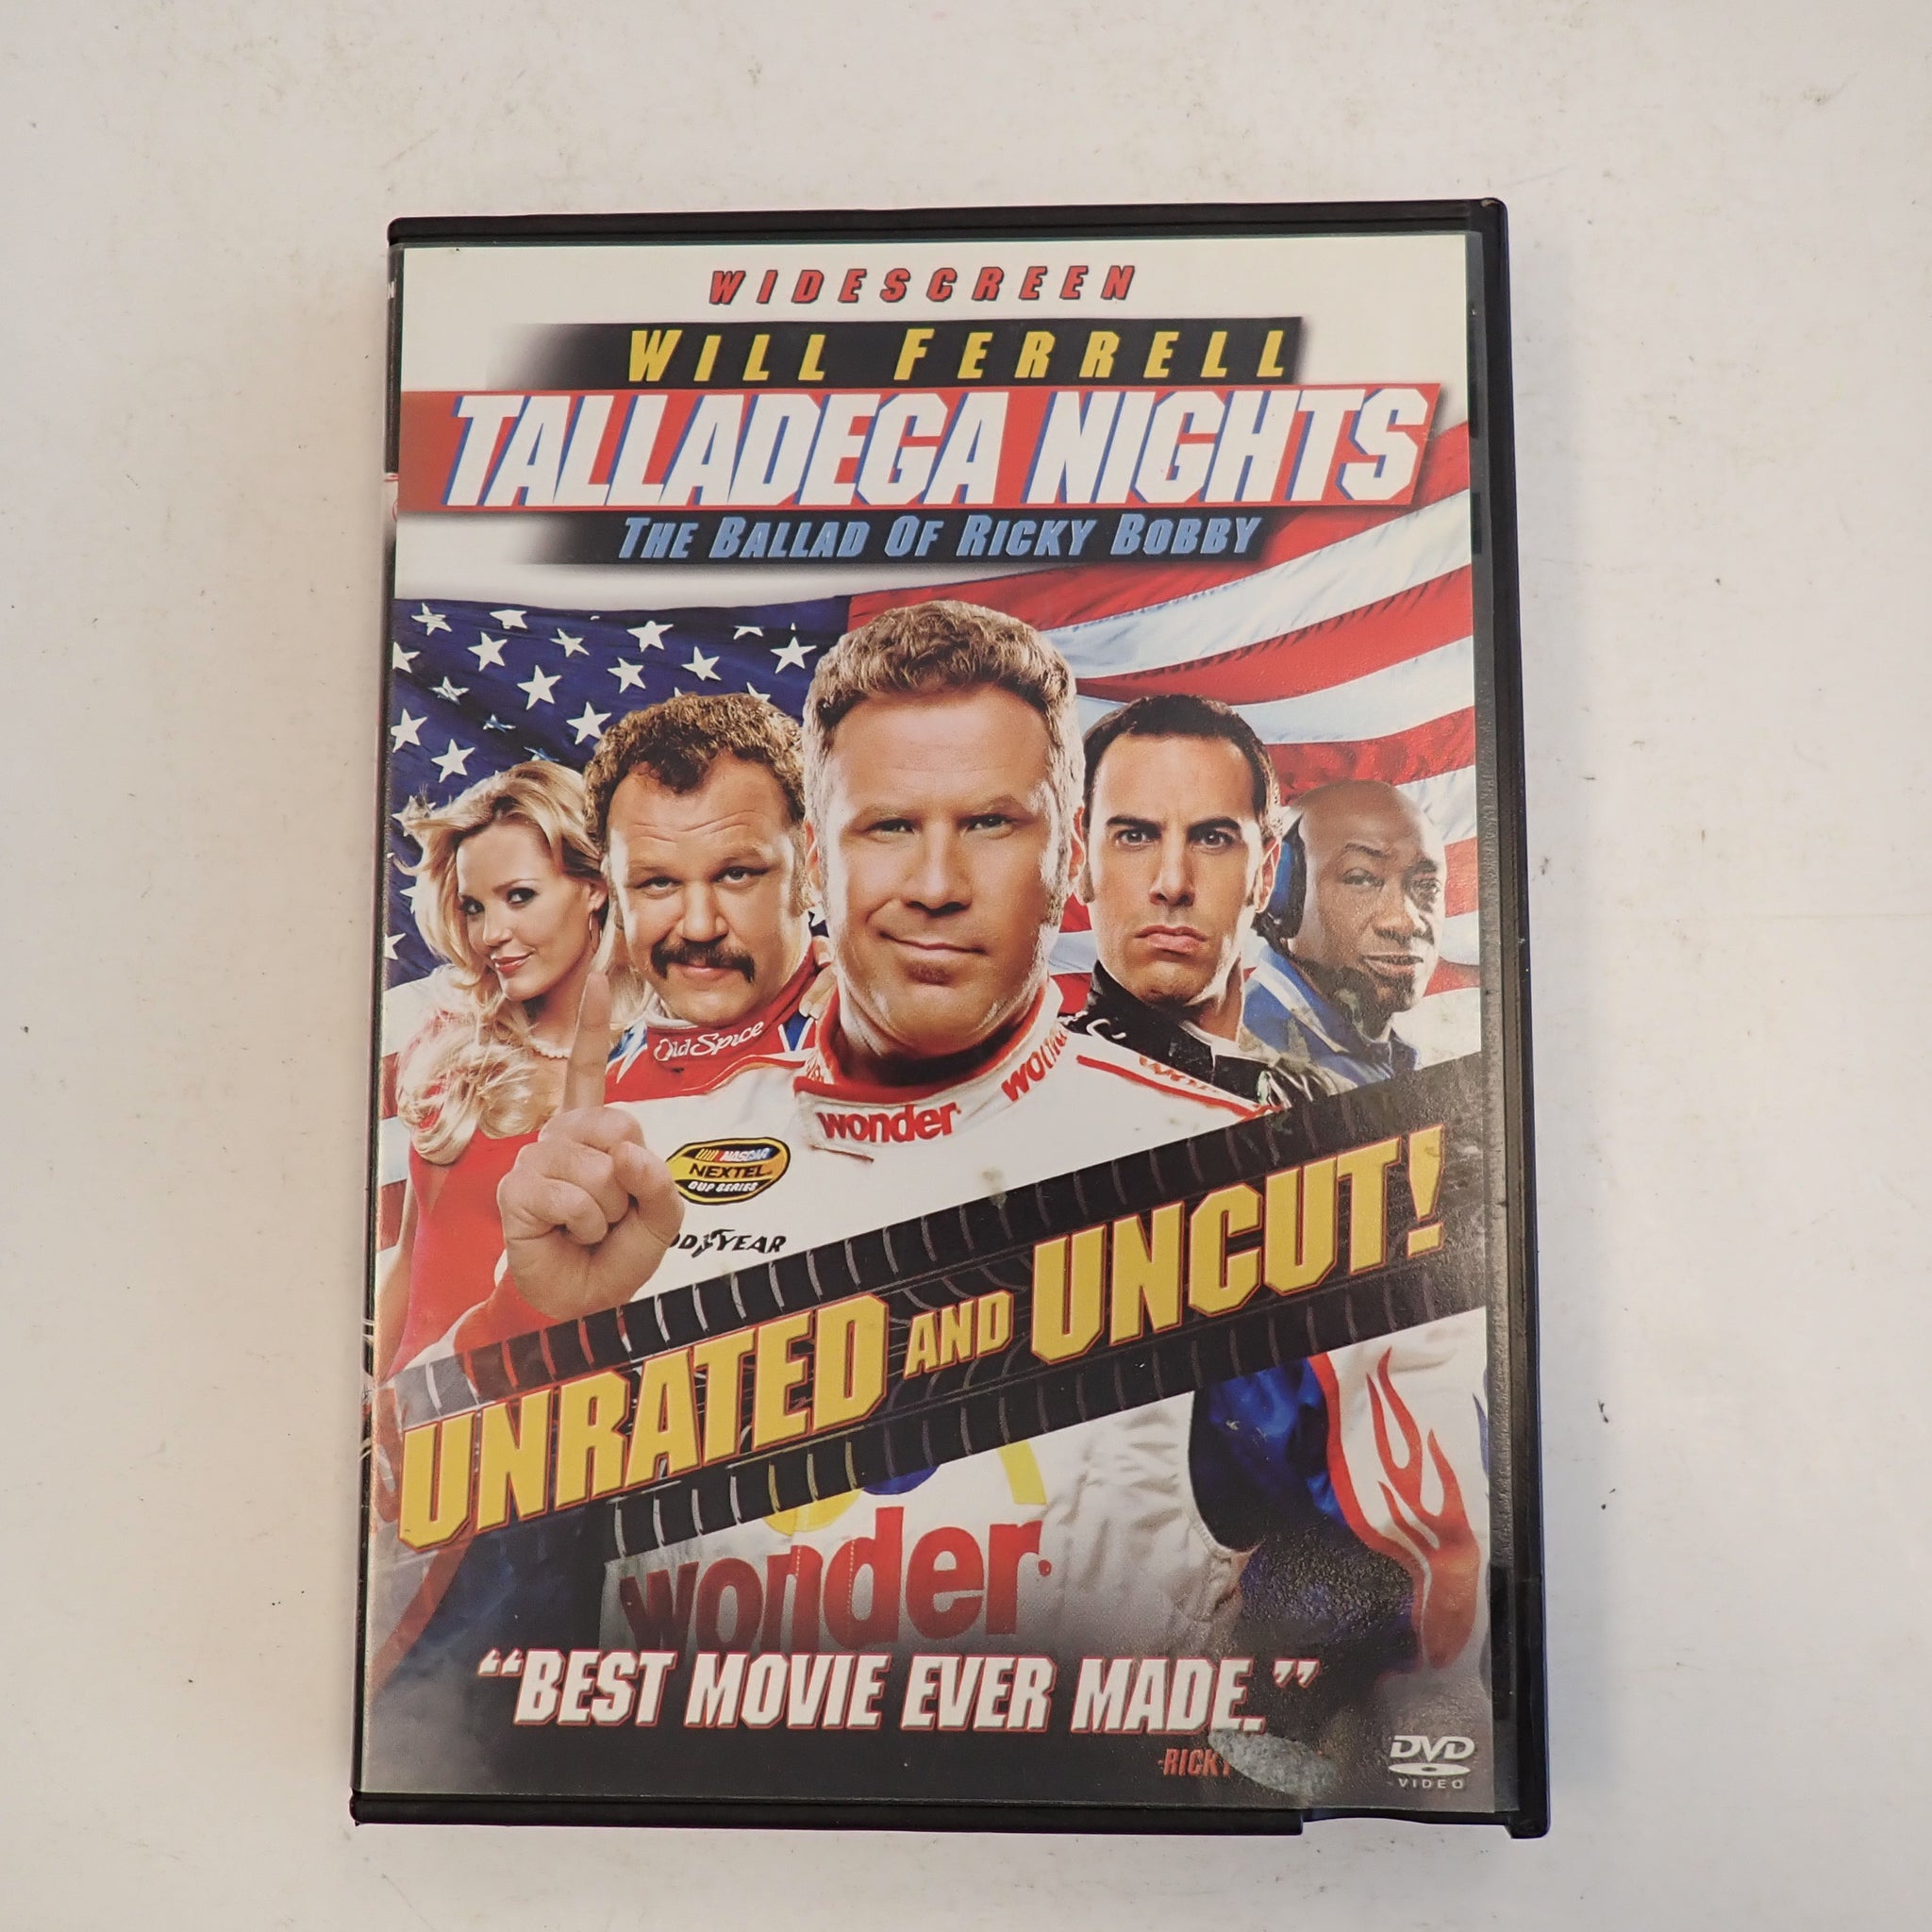 WIDESCREEN
WILL FERRELL
TALLADEGA NIGHTS
THE BALLAD OF RICKY BOBBY
Old Spice
wonder
NASCAR
NEXTEL
CUP SERIES
UNRATED AND UNCUT!
wonder
"BEST MOVIE EVER MADE."
DVD
VIDEO